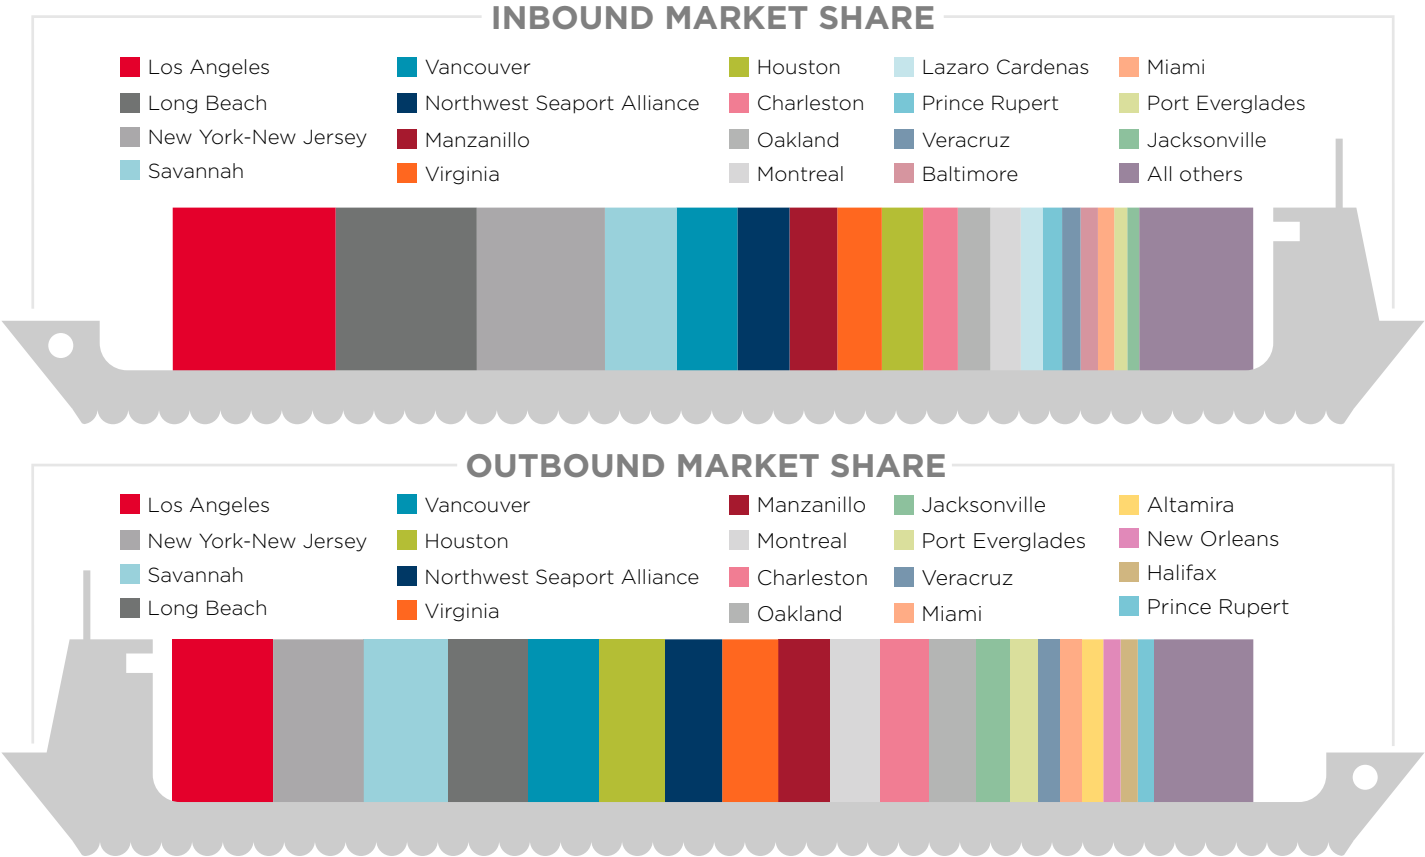 INBOUND MARKET SHARE
Los Angeles
Long Beach
New York-New Jersey
Savannah
Vancouver
Northwest Seaport Alliance
Manzanillo
Virginia
Houston
Charleston
Oakland
Montreal
Lazaro Cardenas
Prince Rupert
Veracruz
Baltimore
Miami
Port Everglades
Jacksonville
All others
OUTBOUND MARKET SHARE
Los Angeles
New York-New Jersey
Savannah
Long Beach
Vancouver
Houston
Northwest Seaport Alliance
Virginia
Manzanillo
Montreal
Charleston
Oakland
Jacksonville
Port Everglades
Veracruz
Miami
Altamira
New Orleans
Halifax
Prince Rupert